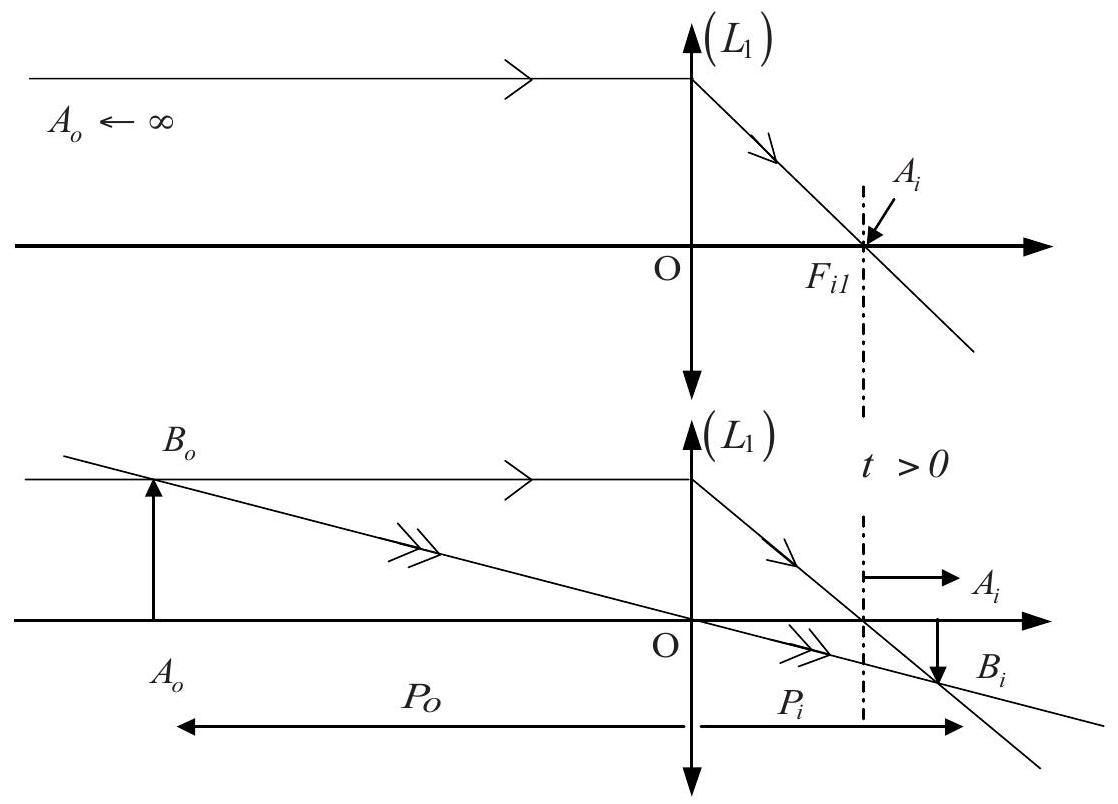 (L₁)
Aₒ ← ∞
Aᵢ
O
Fᵢ₁
(L₁)
Bₒ
t > 0
Aᵢ
O
Aₒ
Bᵢ
Po
Pᵢ